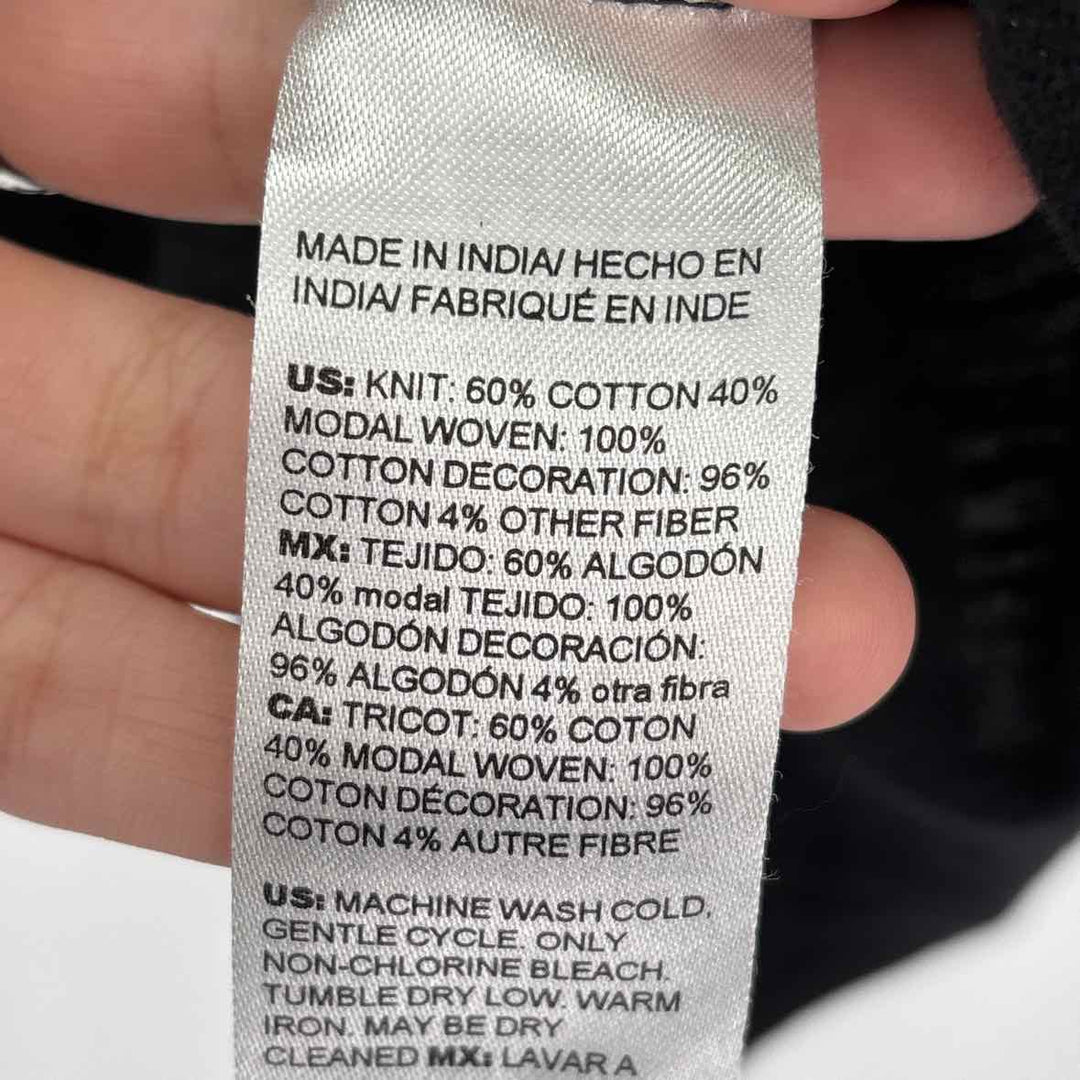 MADE IN INDIA/ HECHO EN
INDIA/ FABRIQUÉ EN INDE
US: KNIT: 60% COTTON 40%
MODAL WOVEN: 100%
COTTON DECORATION: 96%
COTTON 4% OTHER FIBER
MX: TEJIDO: 60% ALGODÓN
40% modal TEJIDO: 100%
ALGODÓN DECORACIÓN:
96% ALGODÓN 4% otra fibra
CA: TRICOT: 60% COTON
40% MODAL WOVEN: 100%
COTON DÉCORATION: 96%
COTON 4% AUTRE FIBRE
US: MACHINE WASH COLD,
GENTLE CYCLE. ONLY
NON-CHLORINE BLEACH.
TUMBLE DRY LOW. WARM
IRON. MAY BE DRY
CLEANED MX: LAVAR A